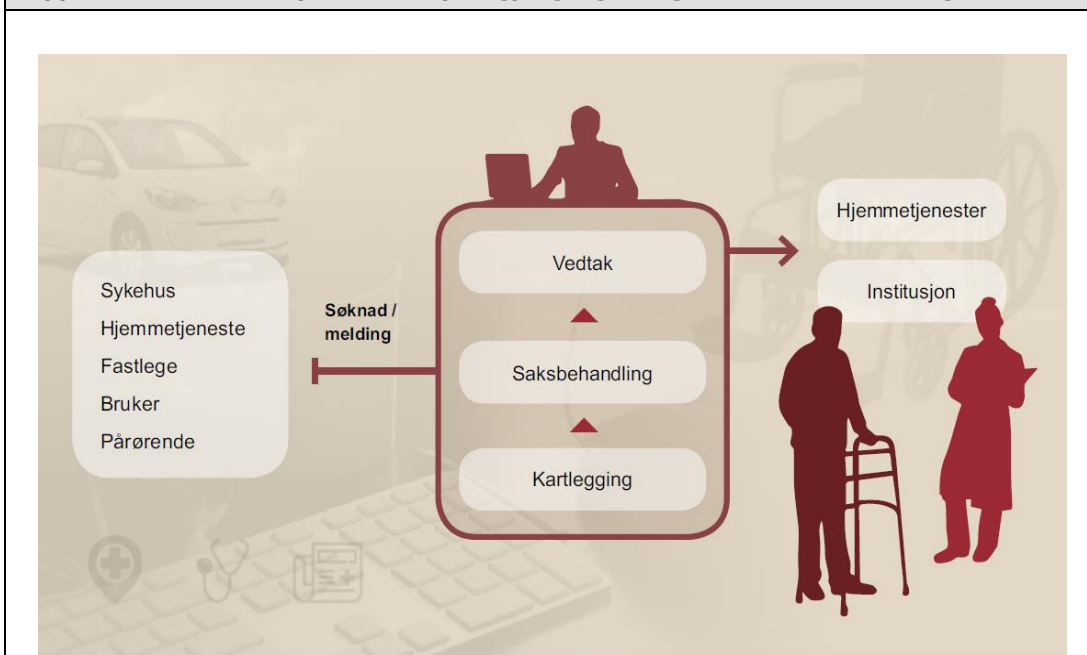 Sykehus
Hjemmetjeneste
Fastlege
Bruker
Pårørende
Søknad /
melding
Vedtak
Saksbehandling
Kartlegging
Hjemmetjenester
Institusjon